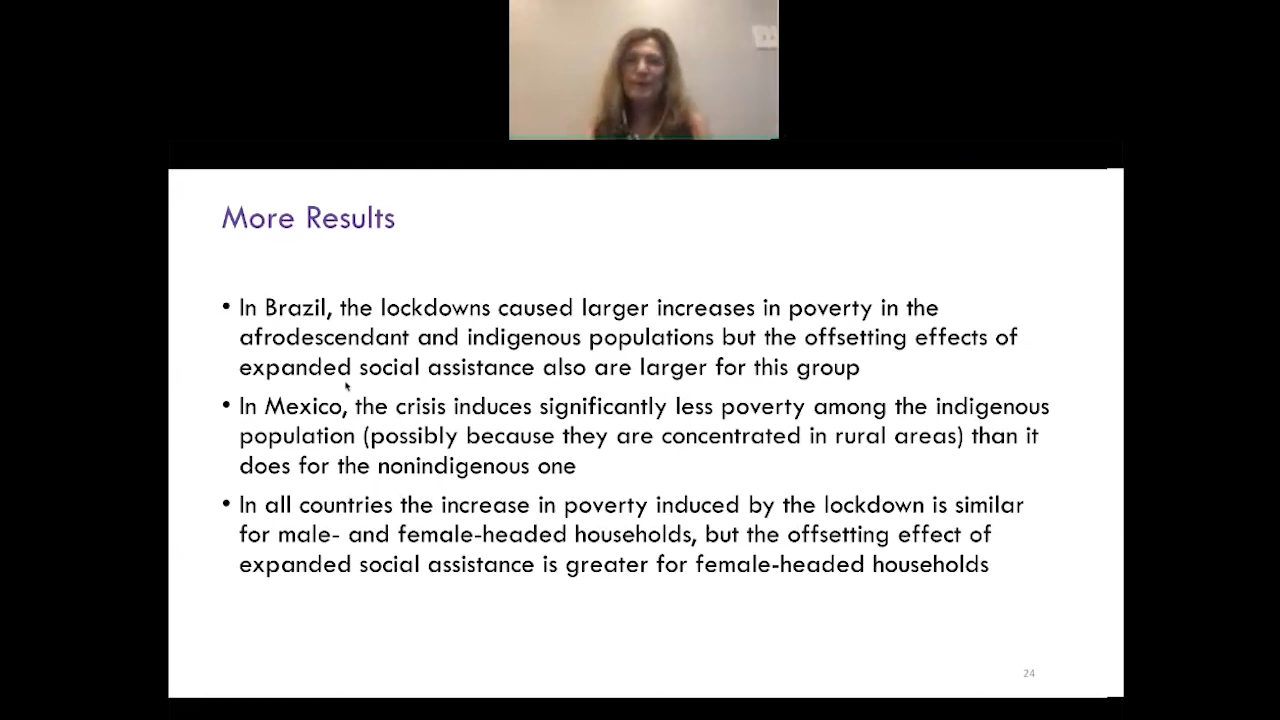 More Results
• In Brazil, the lockdowns caused larger increases in poverty in the
afrodescendant and indigenous populations but the offsetting effects of
expanded social assistance also are larger for this group
• In Mexico, the crisis induces significantly less poverty among the indigenous
population (possibly because they are concentrated in rural areas) than it
does for the nonindigenous one
• In all countries the increase in poverty induced by the lockdown is similar
for male- and female-headed households, but the offsetting effect of
expanded social assistance is greater for female-headed households
24